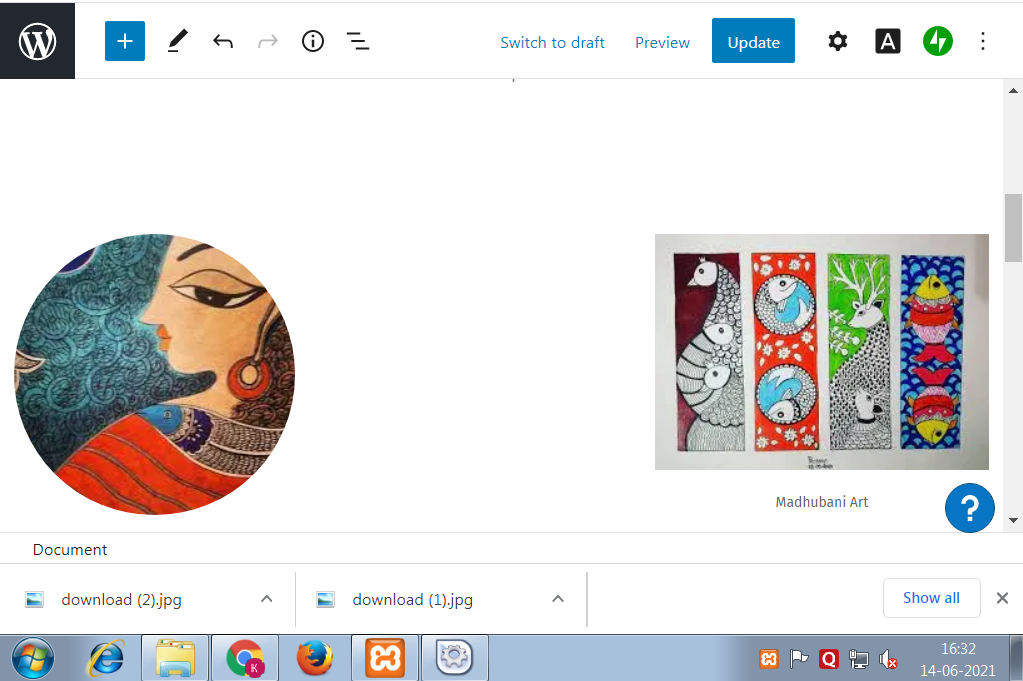 Switch to draft
Preview
Update
A
Madhubani Art
?
Document
download (2).jpg
download (1).jpg
Show all
K
Q
16:32
14-06-2021